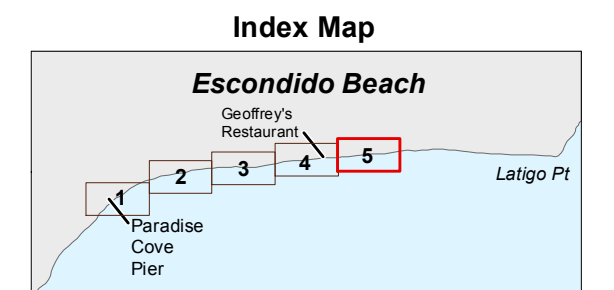 Index Map
Escondido Beach
Geoffrey's
Restaurant
1
2
3
4
5
Latigo Pt
Paradise
Cove
Pier